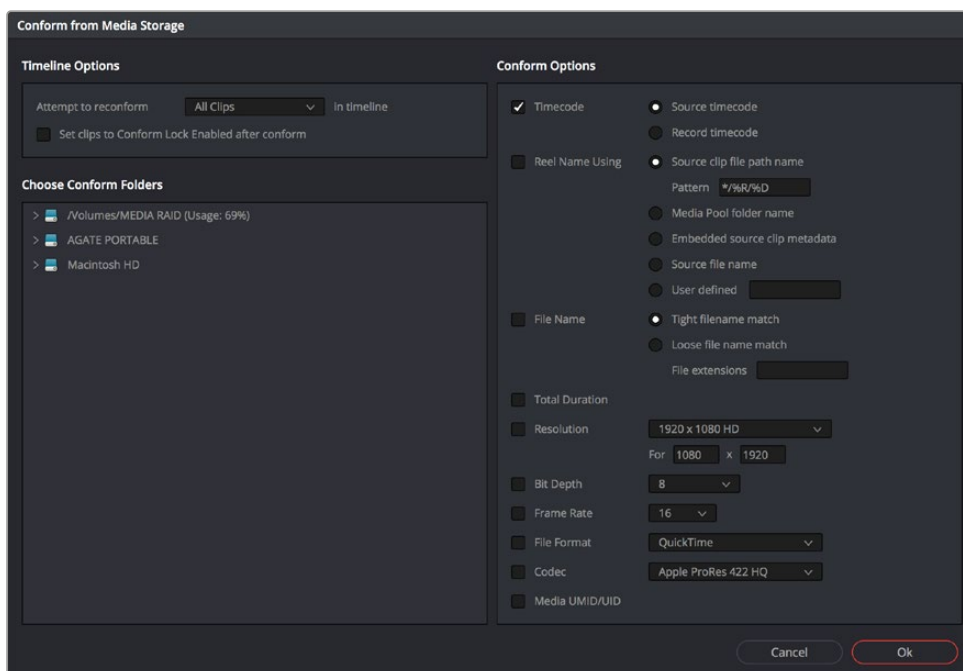 Conform from Media Storage
Timeline Options
Attempt to reconform All Clips in timeline
Set clips to Conform Lock Enabled after conform
Choose Conform Folders
/Volumes/MEDIA RAID (Usage: 69%)
AGATE PORTABLE
Macintosh HD
Conform Options
Timecode Source timecode
Record timecode
Reel Name Using Source clip file path name
Pattern */%R/%D
Media Pool folder name
Embedded source clip metadata
Source file name
User defined
File Name Tight filename match
Loose file name match
File extensions
Total Duration
Resolution 1920 x 1080 HD
For 1080 x 1920
Bit Depth 8
Frame Rate 16
File Format QuickTime
Codec Apple ProRes 422 HQ
Media UMID/UID
Cancel Ok